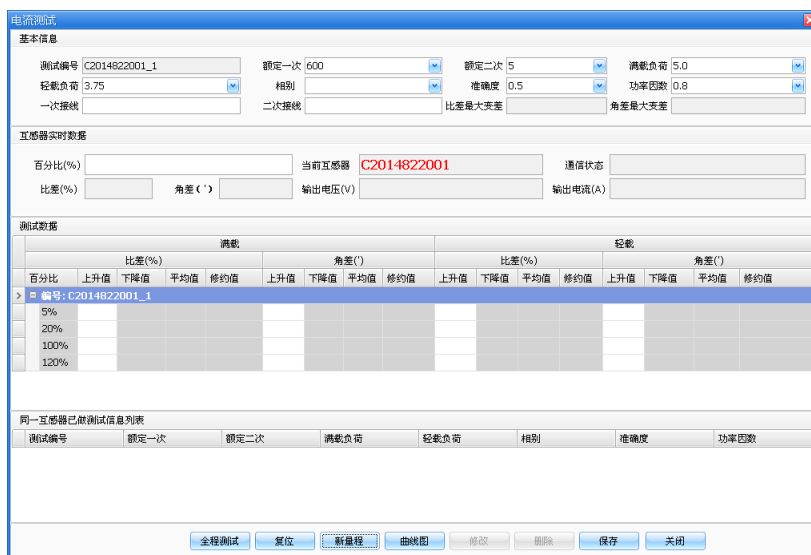 电流测试
基本信息
测试编号 C2014822001_1 额定一次 600 额定二次 5 满载负荷 5.0
轻载负荷 3.75 相别 准确度 0.5 功率因数 0.8
一次接线 二次接线 比差最大变差 角差最大变差
互感器实时数据
百分比(%) 当前互感器 C2014822001 通信状态
比差(%) 角差(') 输出电压(V) 输出电流(A)
测试数据
满载 轻载
比差(%) 角差(') 比差(%) 角差(')
百分比 上升值 下降值 平均值 修约值 上升值 下降值 平均值 修约值 上升值 下降值 平均值 修约值 上升值 下降值 平均值 修约值
编号: C2014822001_1
5%
20%
100%
120%
同一互感器已做测试信息列表
测试编号 额定一次 额定二次 满载负荷 轻载负荷 相别 准确度 功率因数
全程测试 复位 新量程 曲线图 修改 删除 保存 关闭